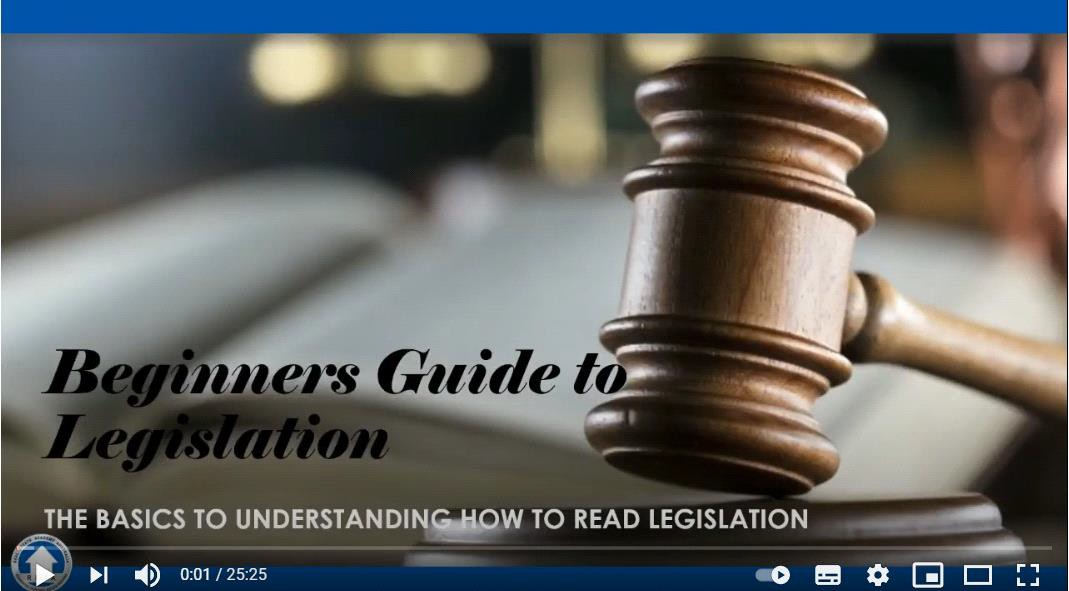 Beginners Guide to
Legislation
THE BASICS TO UNDERSTANDING HOW TO READ LEGISLATION
0:01 / 25:25